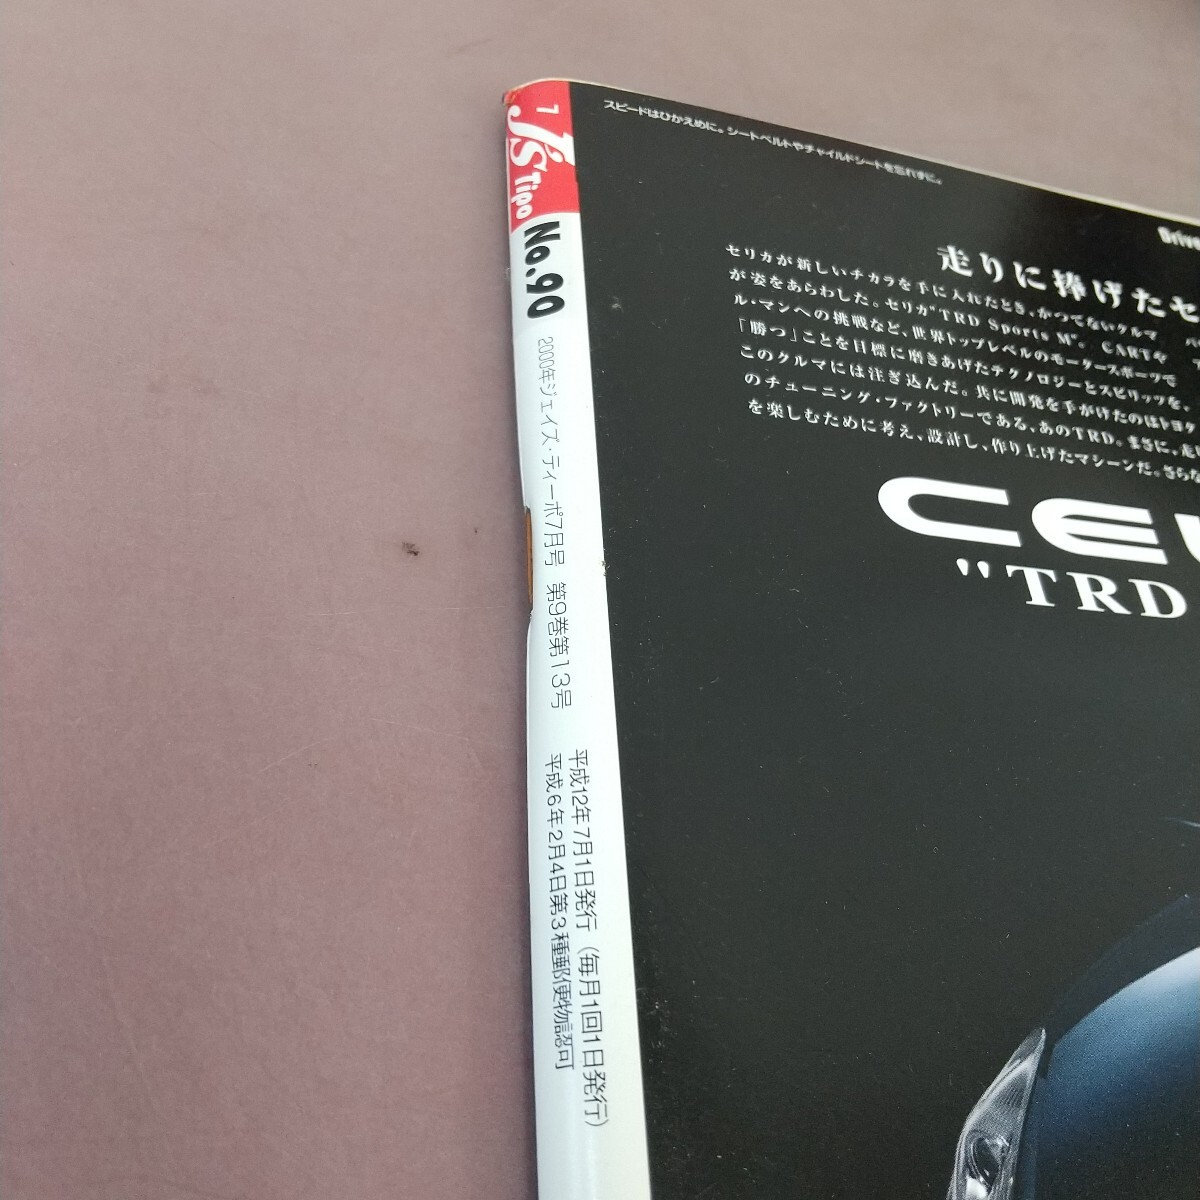 7
J's Tipo
No.90
2000年ジェイズ・ティーポ7月号 第9巻第13号
平成12年7月1日発行(毎月1回1日発行)
平成6年2月4日第3種郵便物認可
スピードはひかえめに。シートベルトやチャイルドシートを忘れずに。
Driv
走りに捧げたセ
セリカが新しいチカラを手に入れたとき、かつてないクルマ
が姿をあらわした。セリカ"TRD Sports M"。 CARTや
ル・マンへの挑戦など、世界トップレベルのモータースポーツで
「勝つ」ことを目標に磨きあげたテクノロジーとスピリッツを、
このクルマには注ぎ込んだ。共に開発を手がけたのはトヨタ
のチューニング・ファクトリーである、あのTRD。まさに、走
を楽しむために考え、設計し、作り上げたマシーンだ。さらな
CE
"TRD